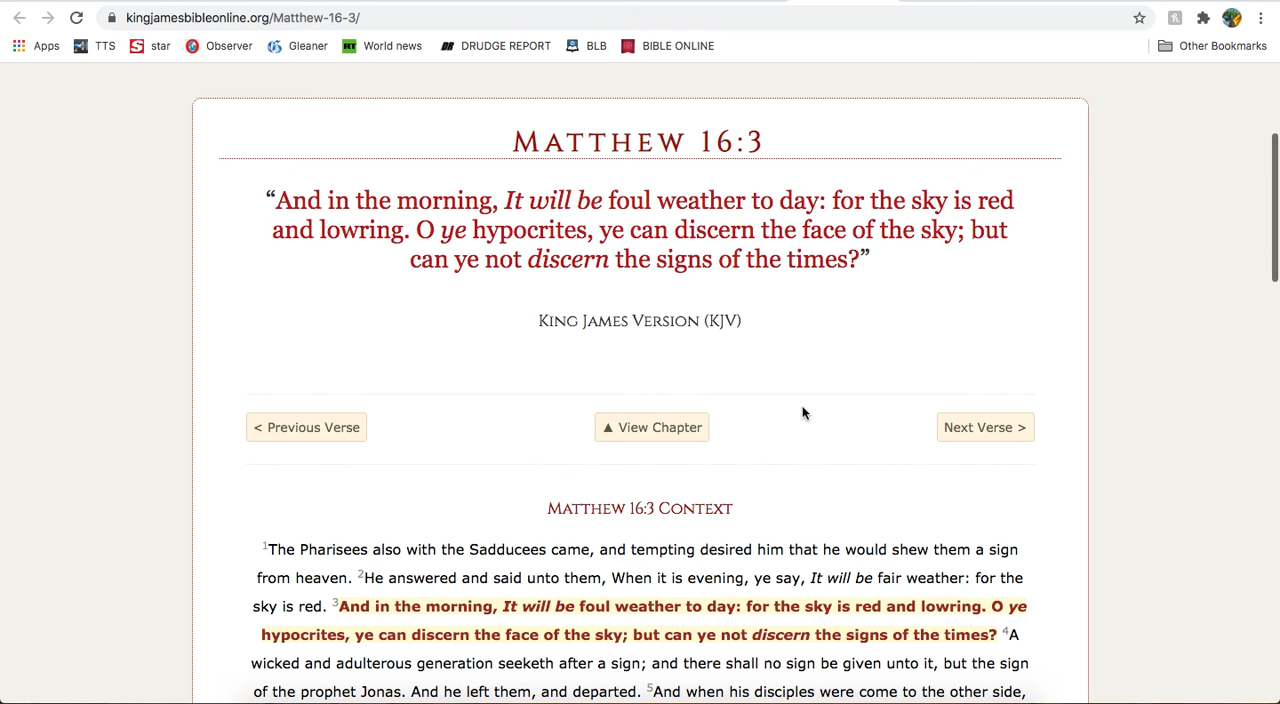 kingjamesbibleonline.org/Matthew-16-3/
Apps TTS star Observer Gleaner RT World news DR DRUDGE REPORT BLB BIBLE ONLINE Other Bookmarks
MATTHEW 16:3
“And in the morning, It will be foul weather to day: for the sky is red
and lowring. O ye hypocrites, ye can discern the face of the sky; but
can ye not discern the signs of the times?”
KING JAMES VERSION (KJV)
< Previous Verse ▲ View Chapter Next Verse >
MATTHEW 16:3 CONTEXT
1The Pharisees also with the Sadducees came, and tempting desired him that he would shew them a sign
from heaven. 2He answered and said unto them, When it is evening, ye say, It will be fair weather: for the
sky is red. 3And in the morning, It will be foul weather to day: for the sky is red and lowring. O ye
hypocrites, ye can discern the face of the sky; but can ye not discern the signs of the times? 4A
wicked and adulterous generation seeketh after a sign; and there shall no sign be given unto it, but the sign
of the prophet Jonas. And he left them, and departed. 5And when his disciples were come to the other side,